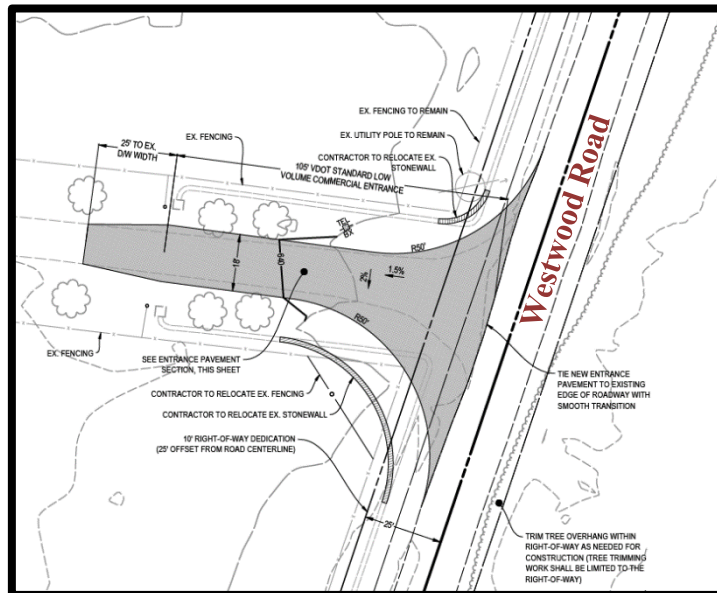 EX. FENCING TO REMAIN
EX. UTILITY POLE TO REMAIN
CONTRACTOR TO RELOCATE EX.
STONEWALL
EX. FENCING
25' TO EX.
D/W WIDTH
105' VDOT STANDARD LOW
VOLUME COMMERCIAL ENTRANCE
Westwood Road
R50'
18'
640
2%
1.5%
R50'
EX. FENCING
SEE ENTRANCE PAVEMENT
SECTION, THIS SHEET
CONTRACTOR TO RELOCATE EX. FENCING
CONTRACTOR TO RELOCATE EX. STONEWALL
10' RIGHT-OF-WAY DEDICATION
(25' OFFSET FROM ROAD CENTERLINE)
25'
TIE NEW ENTRANCE
PAVEMENT TO EXISTING
EDGE OF ROADWAY WITH
SMOOTH TRANSITION
TRIM TREE OVERHANG WITHIN
RIGHT-OF-WAY AS NEEDED FOR
CONSTRUCTION (TREE TRIMMING
WORK SHALL BE LIMITED TO THE
RIGHT-OF-WAY)